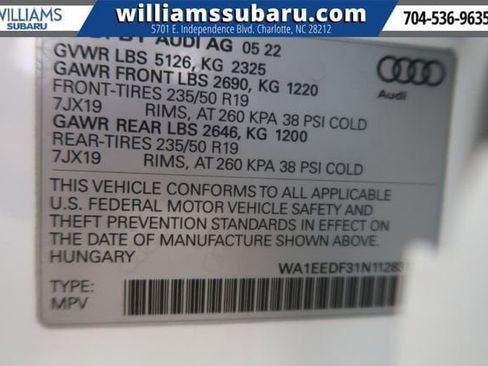 WILLIAMS
SUBARU
williamssubaru.com
5701 E. Independence Blvd. Charlotte, NC 28212
704-536-9635
BY AUDI AG 05 22
GVWR LBS 5126, KG 2325
GAWR FRONT LBS 2690, KG 1220
FRONT-TIRES 235/50 R19
7JX19 RIMS, AT 260 KPA 38 PSI COLD
GAWR REAR LBS 2646, KG 1200
REAR-TIRES 235/50 R19
7JX19 RIMS, AT 260 KPA 38 PSI COLD
Audi
THIS VEHICLE CONFORMS TO ALL APPLICABLE
U.S. FEDERAL MOTOR VEHICLE SAFETY AND
THEFT PREVENTION STANDARDS IN EFFECT ON
THE DATE OF MANUFACTURE SHOWN ABOVE.
HUNGARY
WA1EEDF31N11283
TYPE:
MPV